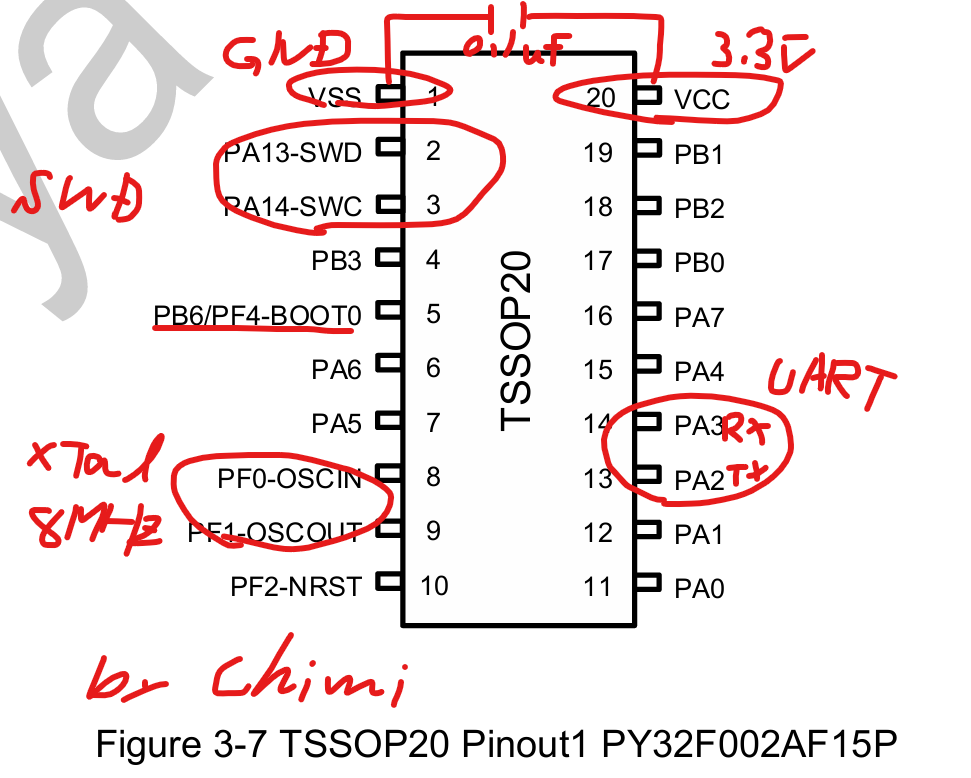 ya
GND
0.1uF
3.3V
VSS 1
20 VCC
PA13-SWD 2
19 PB1
SWD
PA14-SWC 3
18 PB2
PB3 4
17 PB0
PB6/PF4-BOOT0 5
16 PA7
PA6 6
15 PA4
UART
PA5 7
14 PA3 RX
XTal
8MHz
PF0-OSCIN 8
13 PA2 TX
PF1-OSCOUT 9
12 PA1
PF2-NRST 10
11 PA0
TSSOP20
by Chimi
Figure 3-7 TSSOP20 Pinout1 PY32F002AF15P